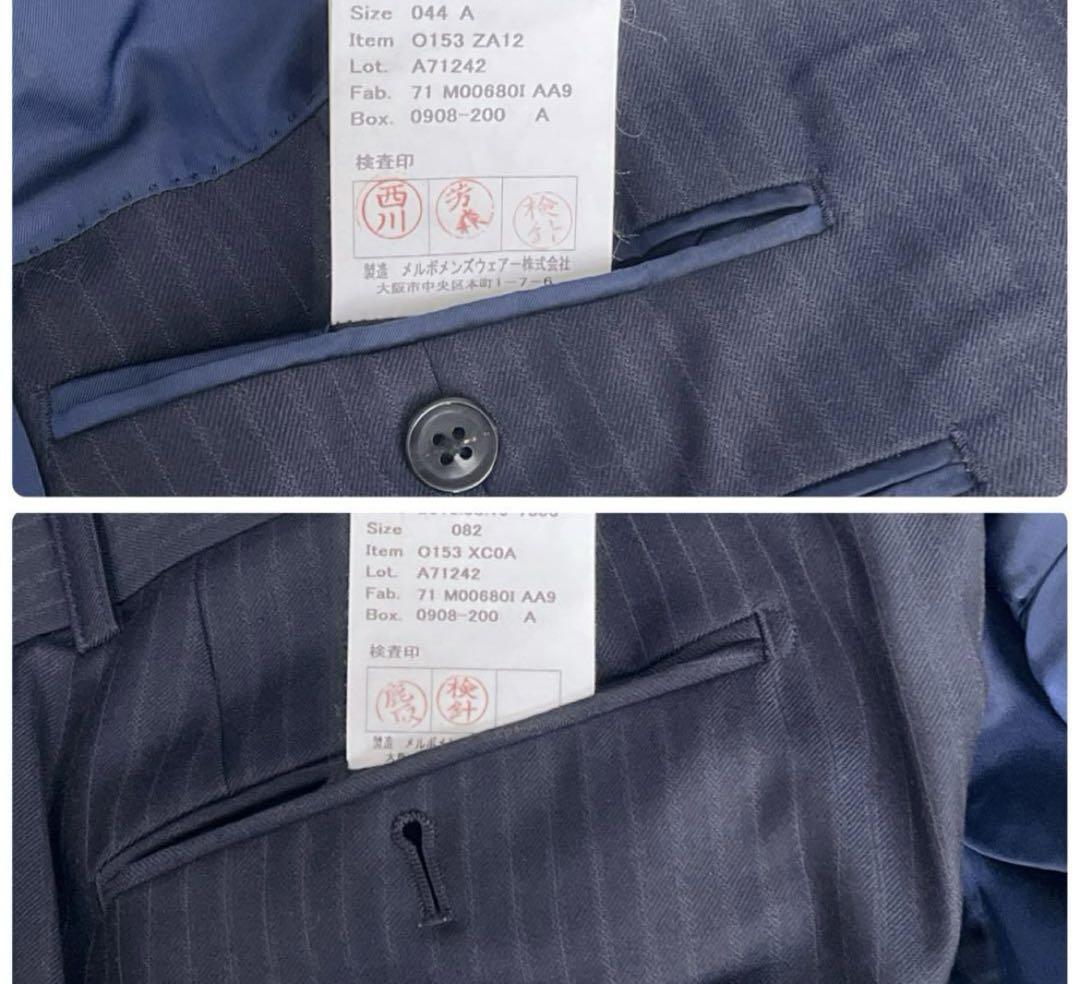 Size 044 A
Item O153 ZA12
Lot. A71242
Fab. 71 M00680I AA9
Box. 0908-200 A
検査印
西川
検針
製造 メルボメンズウェアー株式会社
大阪市中央区本町1-7-6
Size 082
Item O153 XC0A
Lot. A71242
Fab. 71 M00680I AA9
Box. 0908-200 A
検査印
検針
製造 メルボ